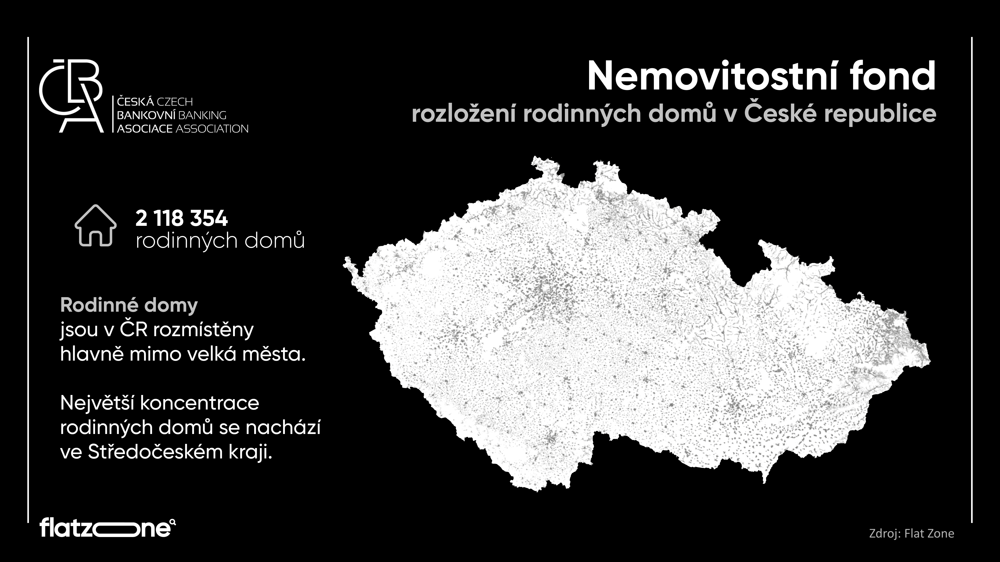 ČBA
ČESKÁ CZECH
BANKOVNÍ BANKING
ASOCIACE ASSOCIATION
Nemovitostní fond
rozložení rodinných domů v České republice
2 118 354
rodinných domů
Rodinné domy
jsou v ČR rozmístěny
hlavně mimo velká města.
Největší koncentrace
rodinných domů se nachází
ve Středočeském kraji.
flatzone
Zdroj: Flat Zone